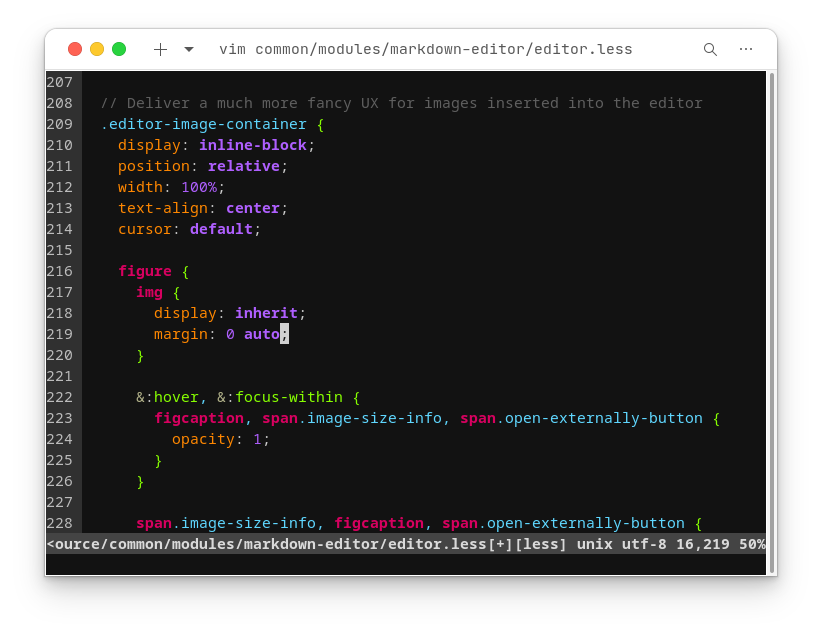 vim common/modules/markdown-editor/editor.less
207
208 // Deliver a much more fancy UX for images inserted into the editor
209 .editor-image-container {
210 display: inline-block;
211 position: relative;
212 width: 100%;
213 text-align: center;
214 cursor: default;
215
216 figure {
217 img {
218 display: inherit;
219 margin: 0 auto;
220 }
221
222 &:hover, &:focus-within {
223 figcaption, span.image-size-info, span.open-externally-button {
224 opacity: 1;
225 }
226 }
227
228 span.image-size-info, figcaption, span.open-externally-button {
<ource/common/modules/markdown-editor/editor.less[+][less] unix utf-8 16,219 50%